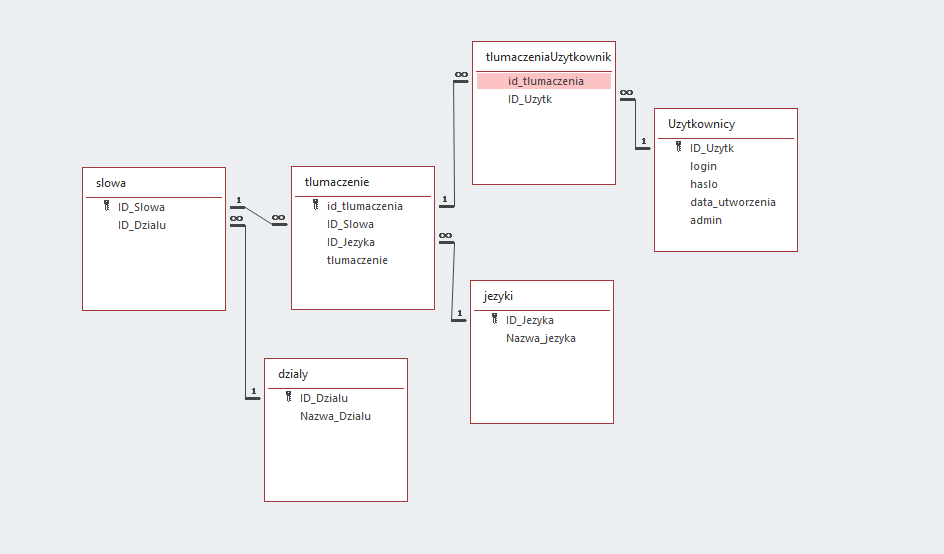 tlumaczeniaUzytkownik
id_tlumaczenia
ID_Uzytk
Uzytkownicy
ID_Uzytk
login
haslo
data_utworzenia
admin
slowa
ID_Slowa
ID_Dzialu
tlumaczenie
id_tlumaczenia
ID_Slowa
ID_Jezyka
tlumaczenie
jezyki
ID_Jezyka
Nazwa_jezyka
dzialy
ID_Dzialu
Nazwa_Dzialu
1
∞
∞
1
1
∞
∞
1
∞
1